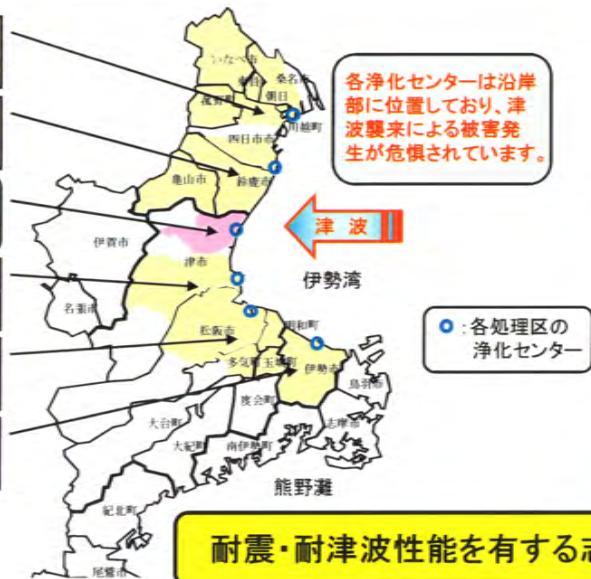 いなべ市
桑名市
東員町
朝日
菰野町
川越町
四日市市
鈴鹿市
亀山市
伊賀市
津市
名張市
松阪市
明和町
多気町
玉城町
伊勢市
鳥羽市
度会町
志摩市
大台町
大紀町
南伊勢町
紀北町
尾鷲市
各浄化センターは沿岸
部に位置しており、津
波襲来による被害発
生が危惧されています。
津 波
伊勢湾
:各処理区の
浄化センター
熊野灘
耐震・耐津波性能を有する志